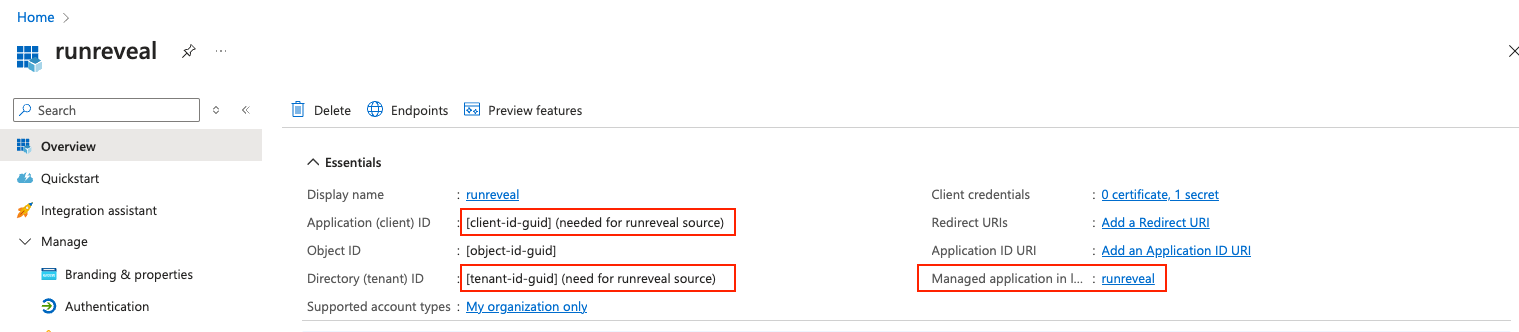 Home
runreveal
Search
Overview
Quickstart
Integration assistant
Manage
Branding & properties
Authentication
Delete Endpoints Preview features
Essentials
Display name : runreveal
Application (client) ID : [client-id-guid] (needed for runreveal source)
Object ID : [object-id-guid]
Directory (tenant) ID : [tenant-id-guid] (need for runreveal source)
Supported account types : My organization only
Client credentials : 0 certificate, 1 secret
Redirect URIs : Add a Redirect URI
Application ID URI : Add an Application ID URI
Managed application in l... : runreveal